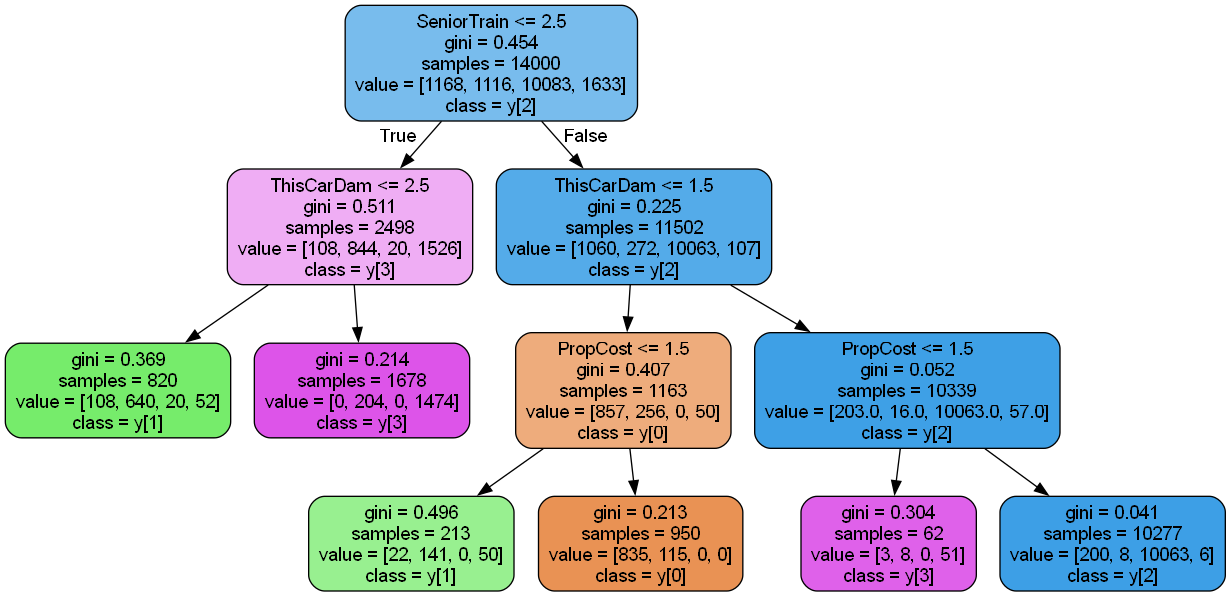 SeniorTrain <= 2.5
gini = 0.454
samples = 14000
value = [1168, 1116, 10083, 1633]
class = y[2]
True
False
ThisCarDam <= 2.5
gini = 0.511
samples = 2498
value = [108, 844, 20, 1526]
class = y[3]
ThisCarDam <= 1.5
gini = 0.225
samples = 11502
value = [1060, 272, 10063, 107]
class = y[2]
gini = 0.369
samples = 820
value = [108, 640, 20, 52]
class = y[1]
gini = 0.214
samples = 1678
value = [0, 204, 0, 1474]
class = y[3]
PropCost <= 1.5
gini = 0.407
samples = 1163
value = [857, 256, 0, 50]
class = y[0]
PropCost <= 1.5
gini = 0.052
samples = 10339
value = [203.0, 16.0, 10063.0, 57.0]
class = y[2]
gini = 0.496
samples = 213
value = [22, 141, 0, 50]
class = y[1]
gini = 0.213
samples = 950
value = [835, 115, 0, 0]
class = y[0]
gini = 0.304
samples = 62
value = [3, 8, 0, 51]
class = y[3]
gini = 0.041
samples = 10277
value = [200, 8, 10063, 6]
class = y[2]